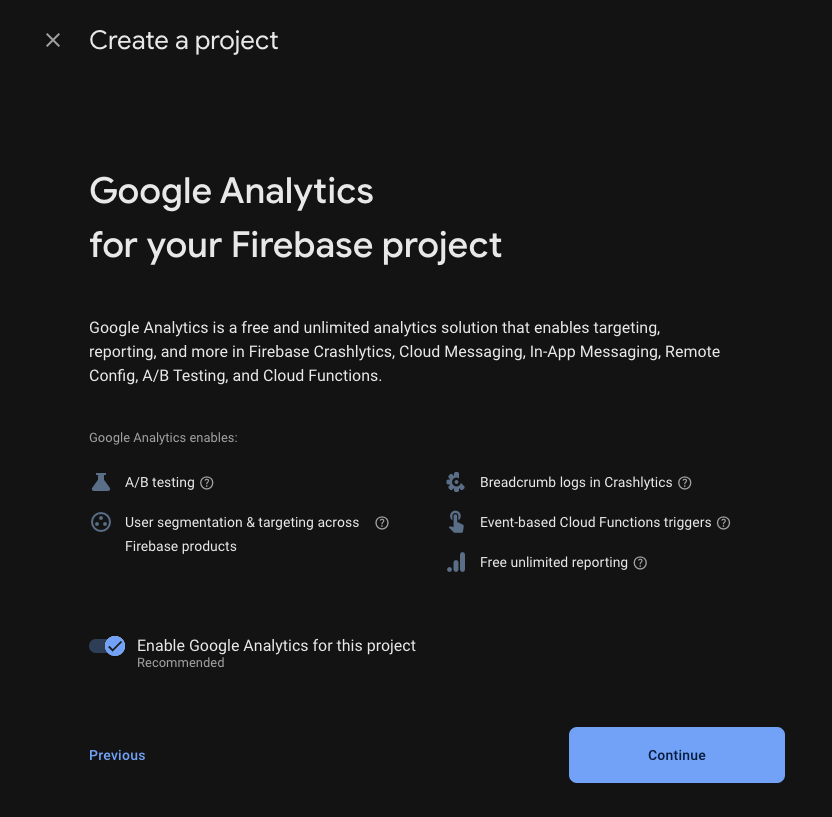 Create a project
Google Analytics
for your Firebase project
Google Analytics is a free and unlimited analytics solution that enables targeting,
reporting, and more in Firebase Crashlytics, Cloud Messaging, In-App Messaging, Remote
Config, A/B Testing, and Cloud Functions.
Google Analytics enables:
A/B testing
User segmentation & targeting across
Firebase products
Breadcrumb logs in Crashlytics
Event-based Cloud Functions triggers
Free unlimited reporting
Enable Google Analytics for this project
Recommended
Previous
Continue